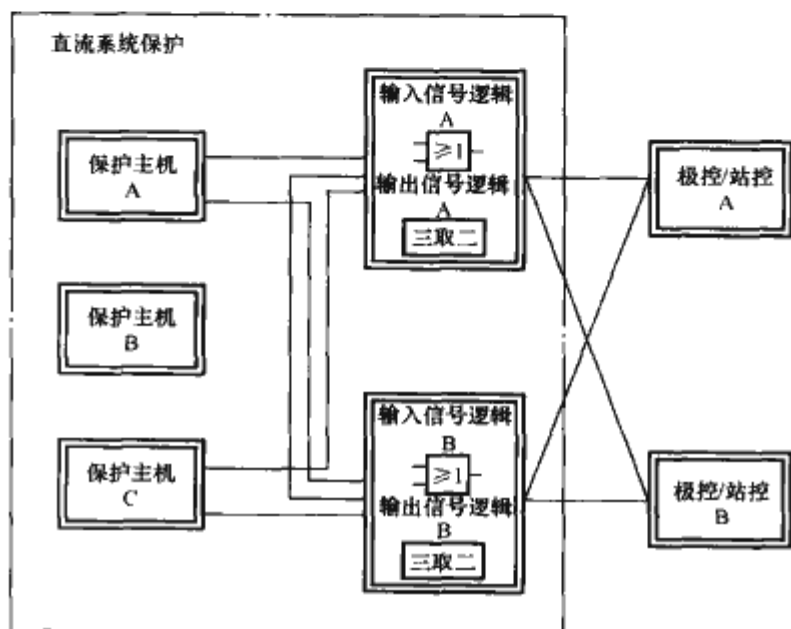 直流系统保护
保护主机
A
保护主机
B
保护主机
C
输入信号逻辑
A
≥1
输出信号逻辑
A
三取二
输入信号逻辑
B
≥1
输出信号逻辑
B
三取二
极控/站控
A
极控/站控
B